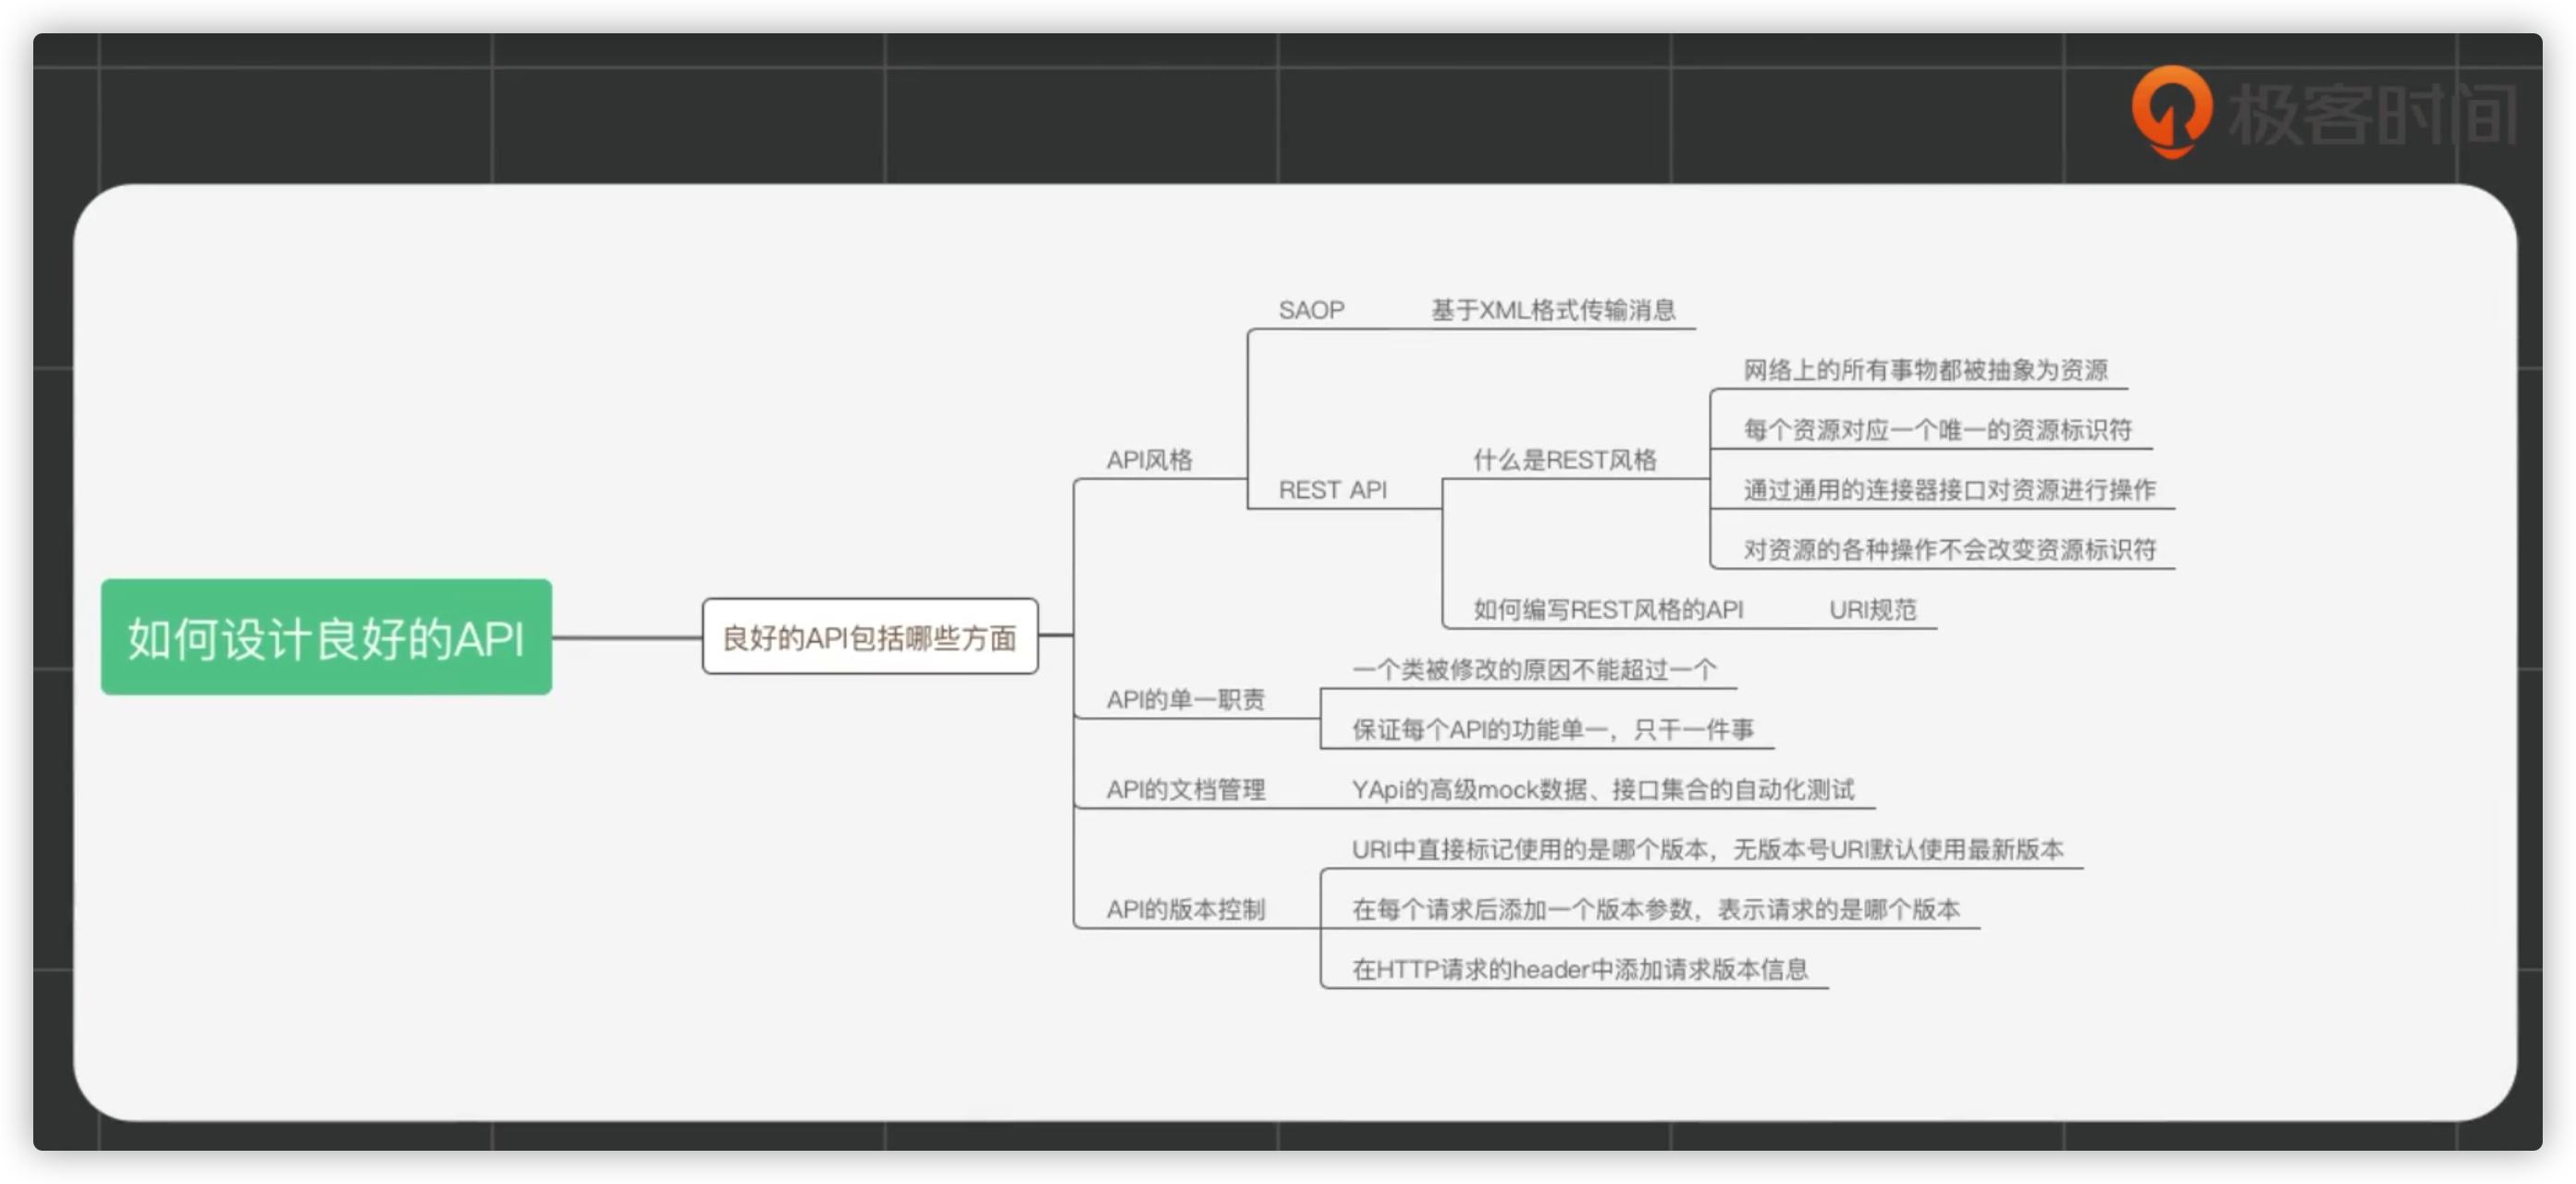 极客时间
如何设计良好的API
良好的API包括哪些方面
API风格
SAOP
基于XML格式传输消息
REST API
什么是REST风格
网络上的所有事物都被抽象为资源
每个资源对应一个唯一的资源标识符
通过通用的连接器接口对资源进行操作
对资源的各种操作不会改变资源标识符
如何编写REST风格的API
URI规范
API的单一职责
一个类被修改的原因不能超过一个
保证每个API的功能单一，只干一件事
API的文档管理
YApi的高级mock数据、接口集合的自动化测试
API的版本控制
URI中直接标记使用的是哪个版本，无版本号URI默认使用最新版本
在每个请求后添加一个版本参数，表示请求的是哪个版本
在HTTP请求的header中添加请求版本信息